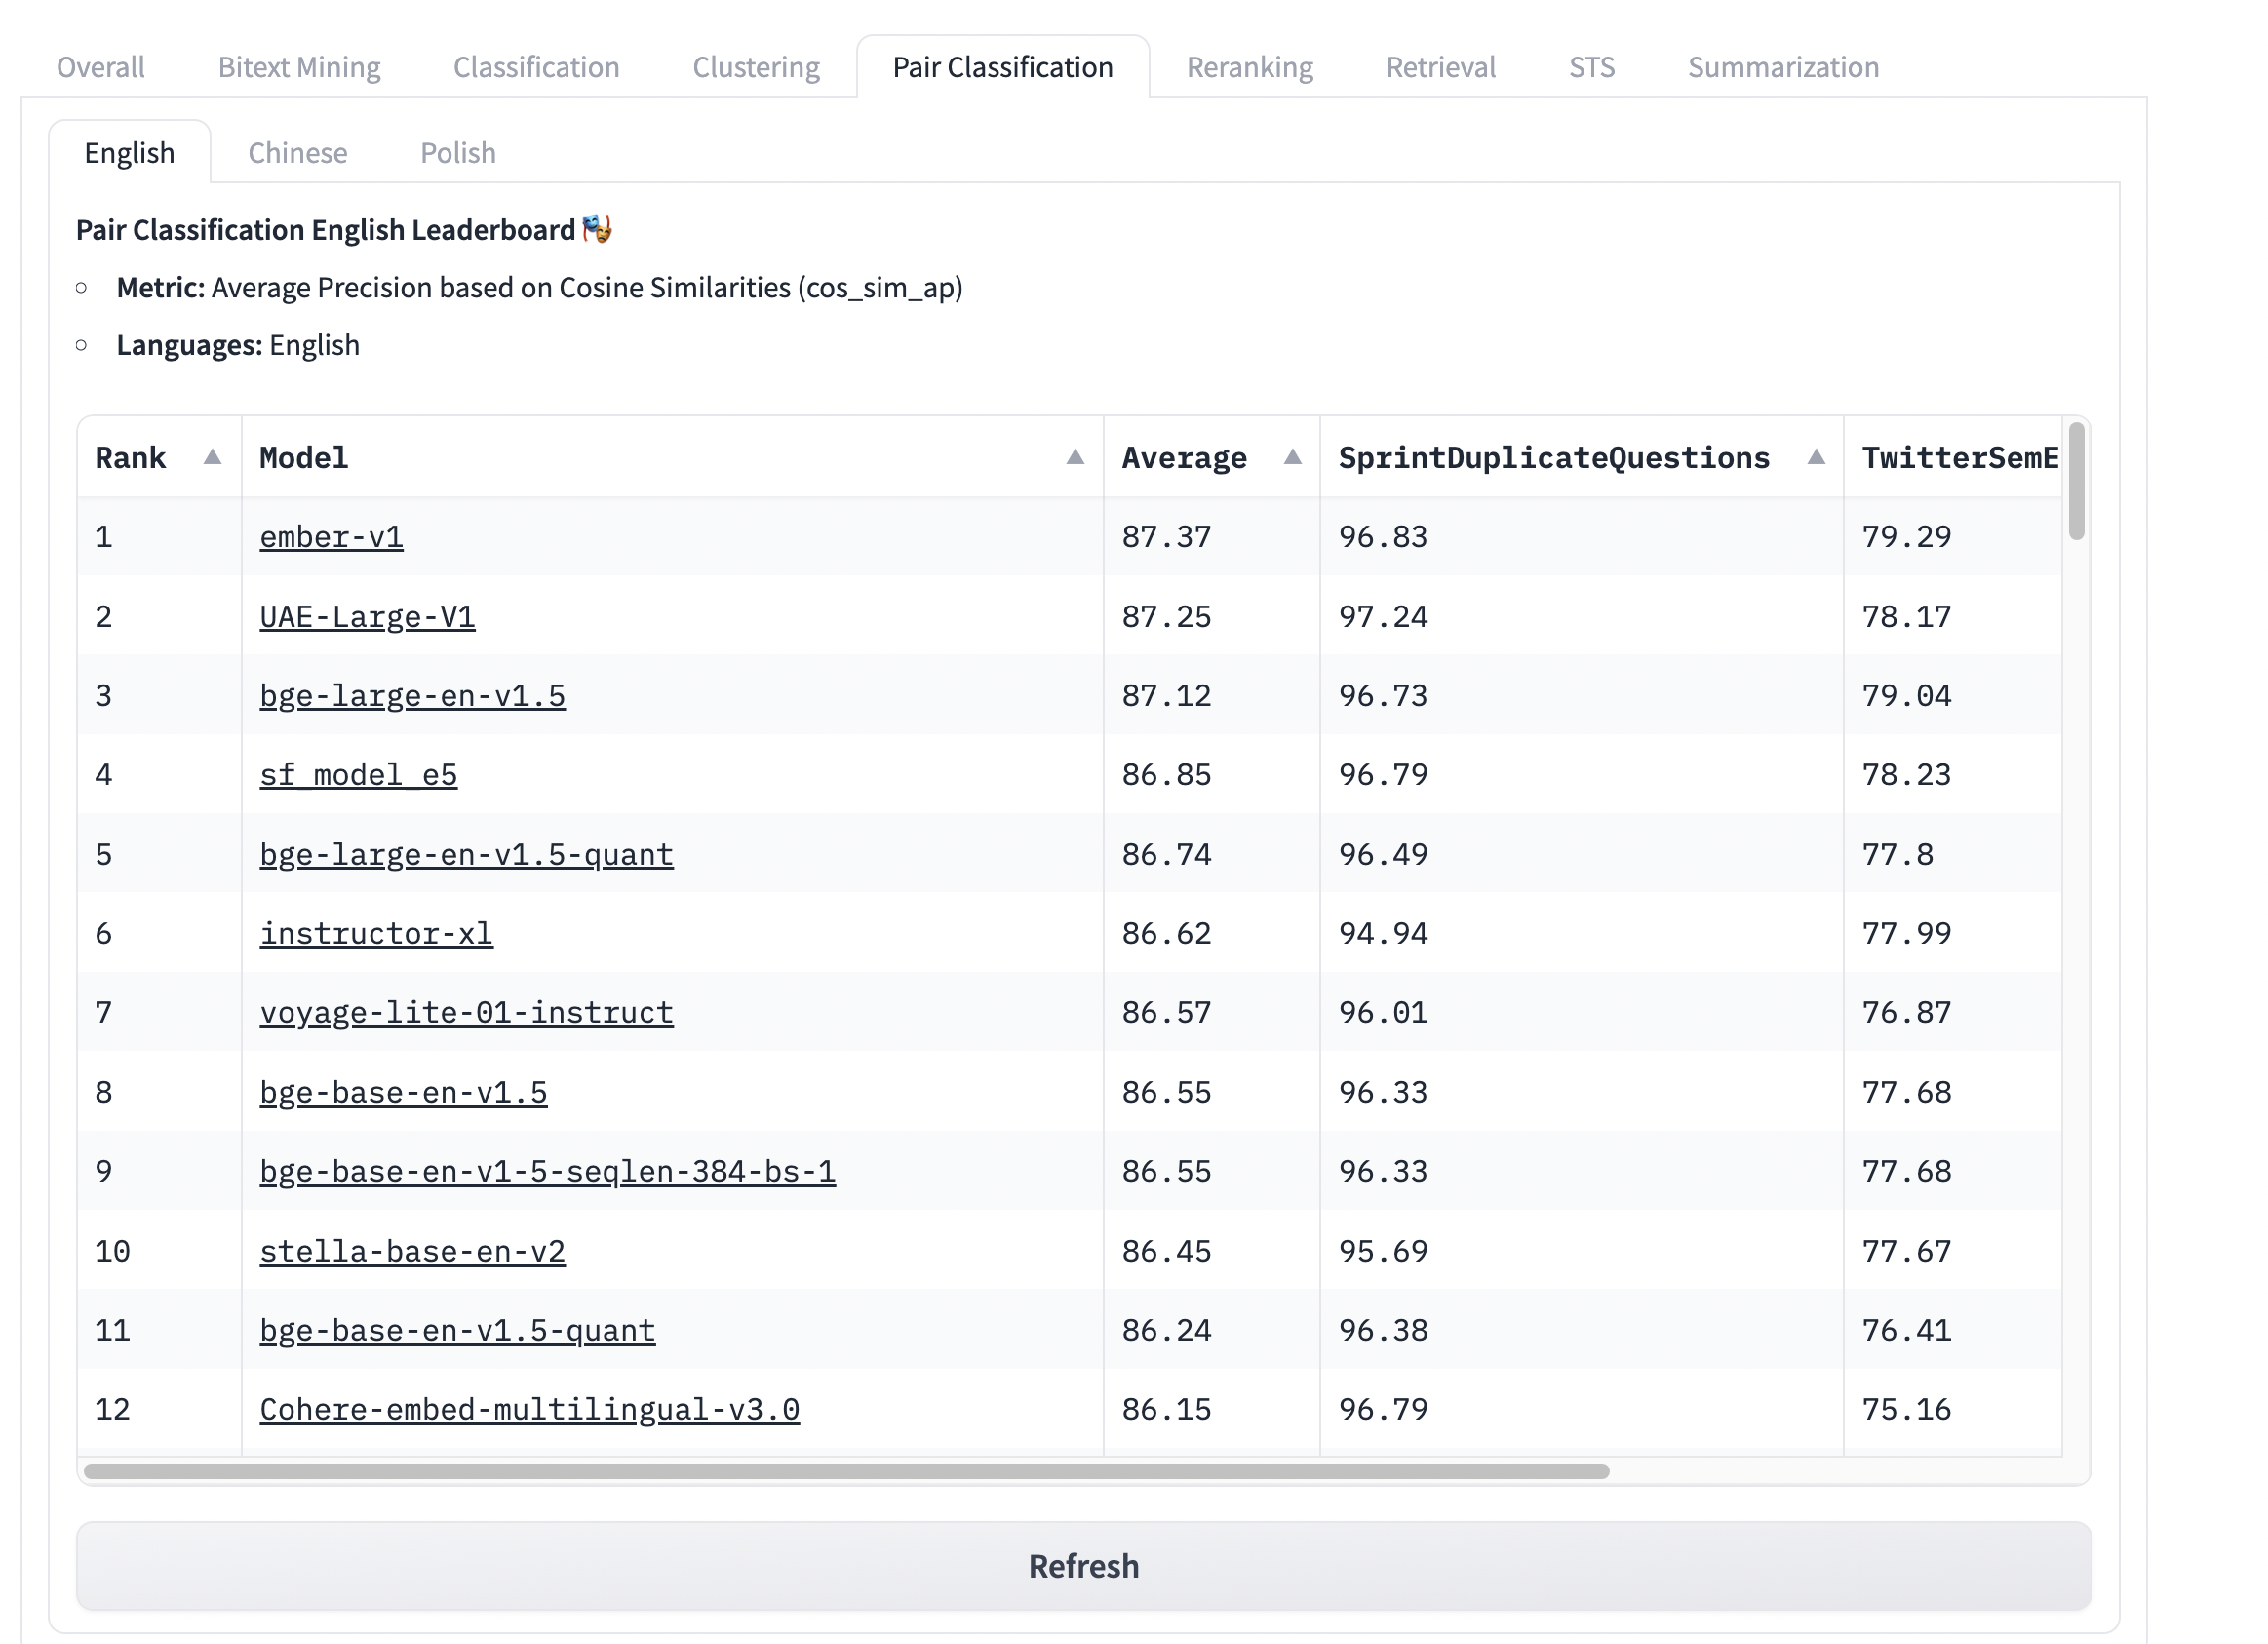 Overall Bitext Mining Classification Clustering Pair Classification Reranking Retrieval STS Summarization
English Chinese Polish
Pair Classification English Leaderboard 🎭
Metric: Average Precision based on Cosine Similarities (cos_sim_ap)
Languages: English
Rank Model Average SprintDuplicateQuestions TwitterSemE
1 ember-v1 87.37 96.83 79.29
2 UAE-Large-V1 87.25 97.24 78.17
3 bge-large-en-v1.5 87.12 96.73 79.04
4 sf_model_e5 86.85 96.79 78.23
5 bge-large-en-v1.5-quant 86.74 96.49 77.8
6 instructor-xl 86.62 94.94 77.99
7 voyage-lite-01-instruct 86.57 96.01 76.87
8 bge-base-en-v1.5 86.55 96.33 77.68
9 bge-base-en-v1-5-seqlen-384-bs-1 86.55 96.33 77.68
10 stella-base-en-v2 86.45 95.69 77.67
11 bge-base-en-v1.5-quant 86.24 96.38 76.41
12 Cohere-embed-multilingual-v3.0 86.15 96.79 75.16
Refresh